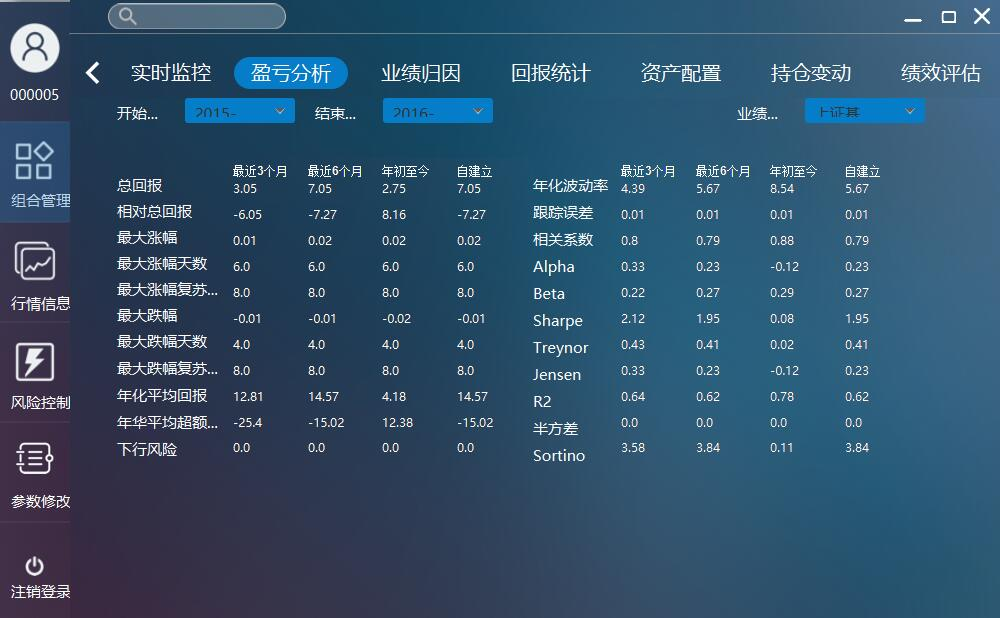 000005
组合管理
行情信息
风险控制
参数修改
注销登录
实时监控 盈亏分析 业绩归因 回报统计 资产配置 持仓变动 绩效评估
开始... 2015- 结束... 2016- 业绩... 上证基
最近3个月 最近6个月 年初至今 自建立
总回报 3.05 7.05 2.75 7.05
相对总回报 -6.05 -7.27 8.16 -7.27
最大涨幅 0.01 0.02 0.02 0.02
最大涨幅天数 6.0 6.0 6.0 6.0
最大涨幅复苏... 8.0 8.0 8.0 8.0
最大跌幅 -0.01 -0.01 -0.02 -0.01
最大跌幅天数 4.0 4.0 4.0 4.0
最大跌幅复苏... 8.0 8.0 8.0 8.0
年化平均回报 12.81 14.57 4.18 14.57
年华平均超额... -25.4 -15.02 12.38 -15.02
下行风险 0.0 0.0 0.0 0.0
最近3个月 最近6个月 年初至今 自建立
年化波动率 4.39 5.67 8.54 5.67
跟踪误差 0.01 0.01 0.01 0.01
相关系数 0.8 0.79 0.88 0.79
Alpha 0.33 0.23 -0.12 0.23
Beta 0.22 0.27 0.29 0.27
Sharpe 2.12 1.95 0.08 1.95
Treynor 0.43 0.41 0.02 0.41
Jensen 0.33 0.23 -0.12 0.23
R2 0.64 0.62 0.78 0.62
半方差 0.0 0.0 0.0 0.0
Sortino 3.58 3.84 0.11 3.84